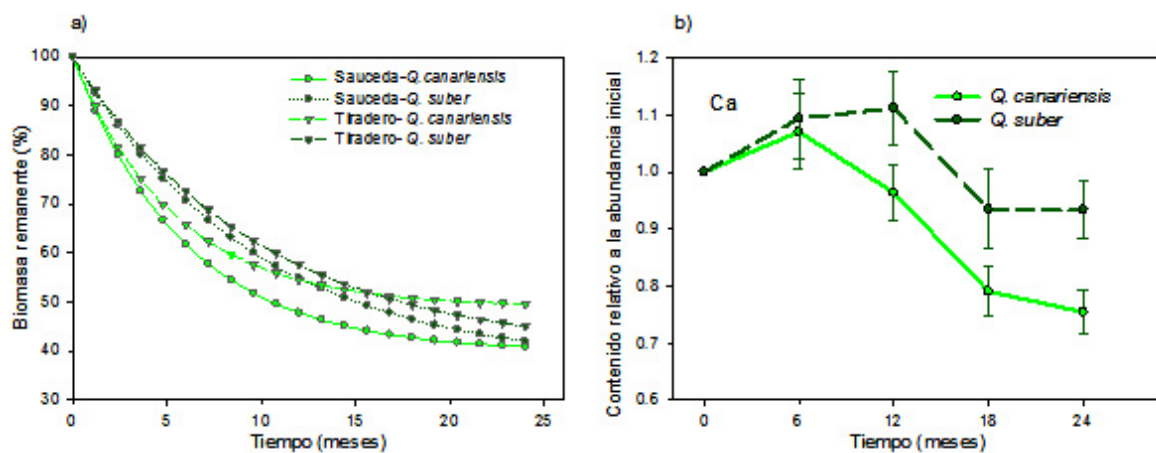 a)
Biomasa remanente (%)
100
90
80
70
60
50
40
30
0
5
10
15
20
25
Tiempo (meses)
Sauceda-Q.canariensis
Sauceda-Q. suber
Tiradero- Q. canariensis
Tiradero-Q. suber
b)
Contenido relativo a la abundancia inicial
1.2
1.1
1.0
0.9
0.8
0.7
0.6
0
6
12
18
24
Tiempo (meses)
Ca
Q. canariensis
Q. suber